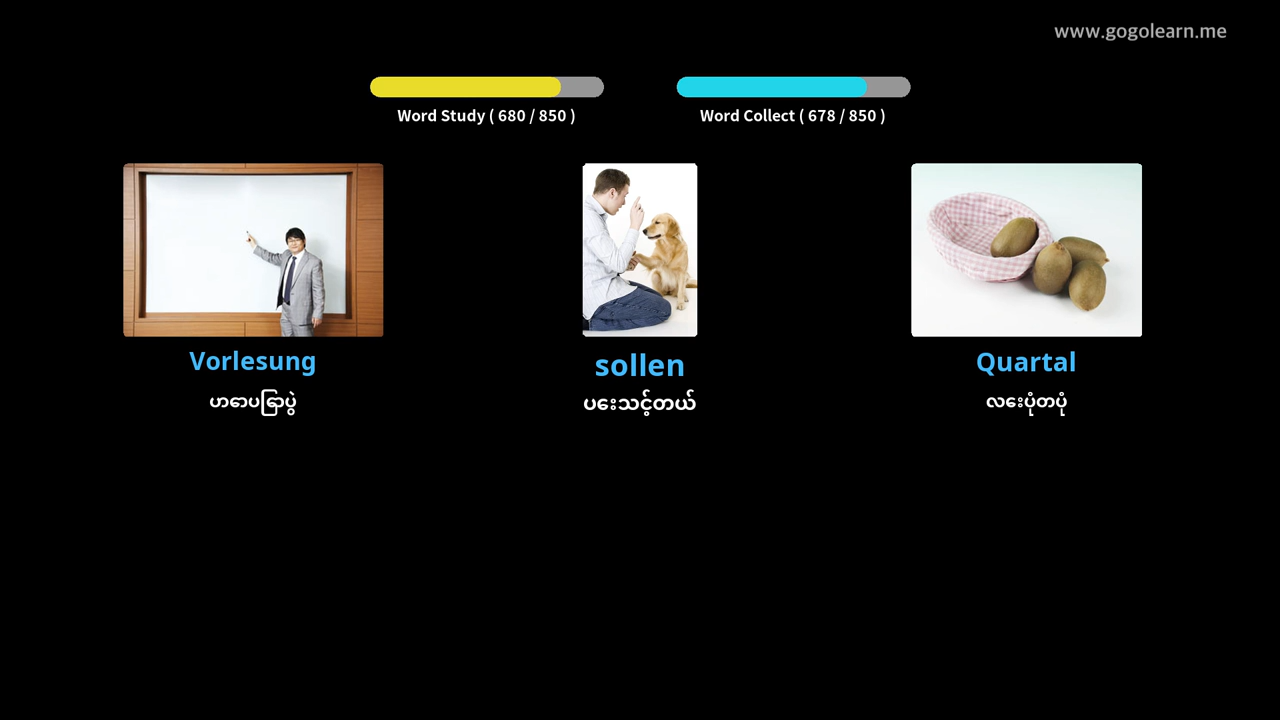 www.gogolearn.me
Word Study ( 680 / 850 )
Word Collect ( 678 / 850 )
Vorlesung
ဟောပြောပွဲ
sollen
ပေးသင့်တယ်
Quartal
လေးပုံတပုံ